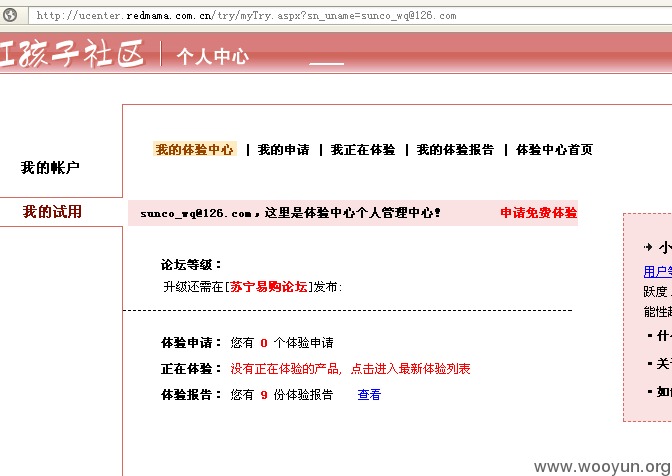 http://ucenter.redmama.com.cn/try/myTry.aspx?sn_uname=sunco_wq@126.com
红孩子社区 | 个人中心
我的体验中心 | 我的申请 | 我正在体验 | 我的体验报告 | 体验中心首页
我的帐户
我的试用
sunco_wq@126.com，这里是体验中心个人管理中心！ 申请免费体验
论坛等级：
升级还需在[苏宁易购论坛]发布:
体验申请： 您有 0 个体验申请
正在体验： 没有正在体验的产品, 点击进入最新体验列表
体验报告： 您有 9 份体验报告 查看
→ 小
用户等
跃度
能性越
·什
·关
·如
www.wooyun.org